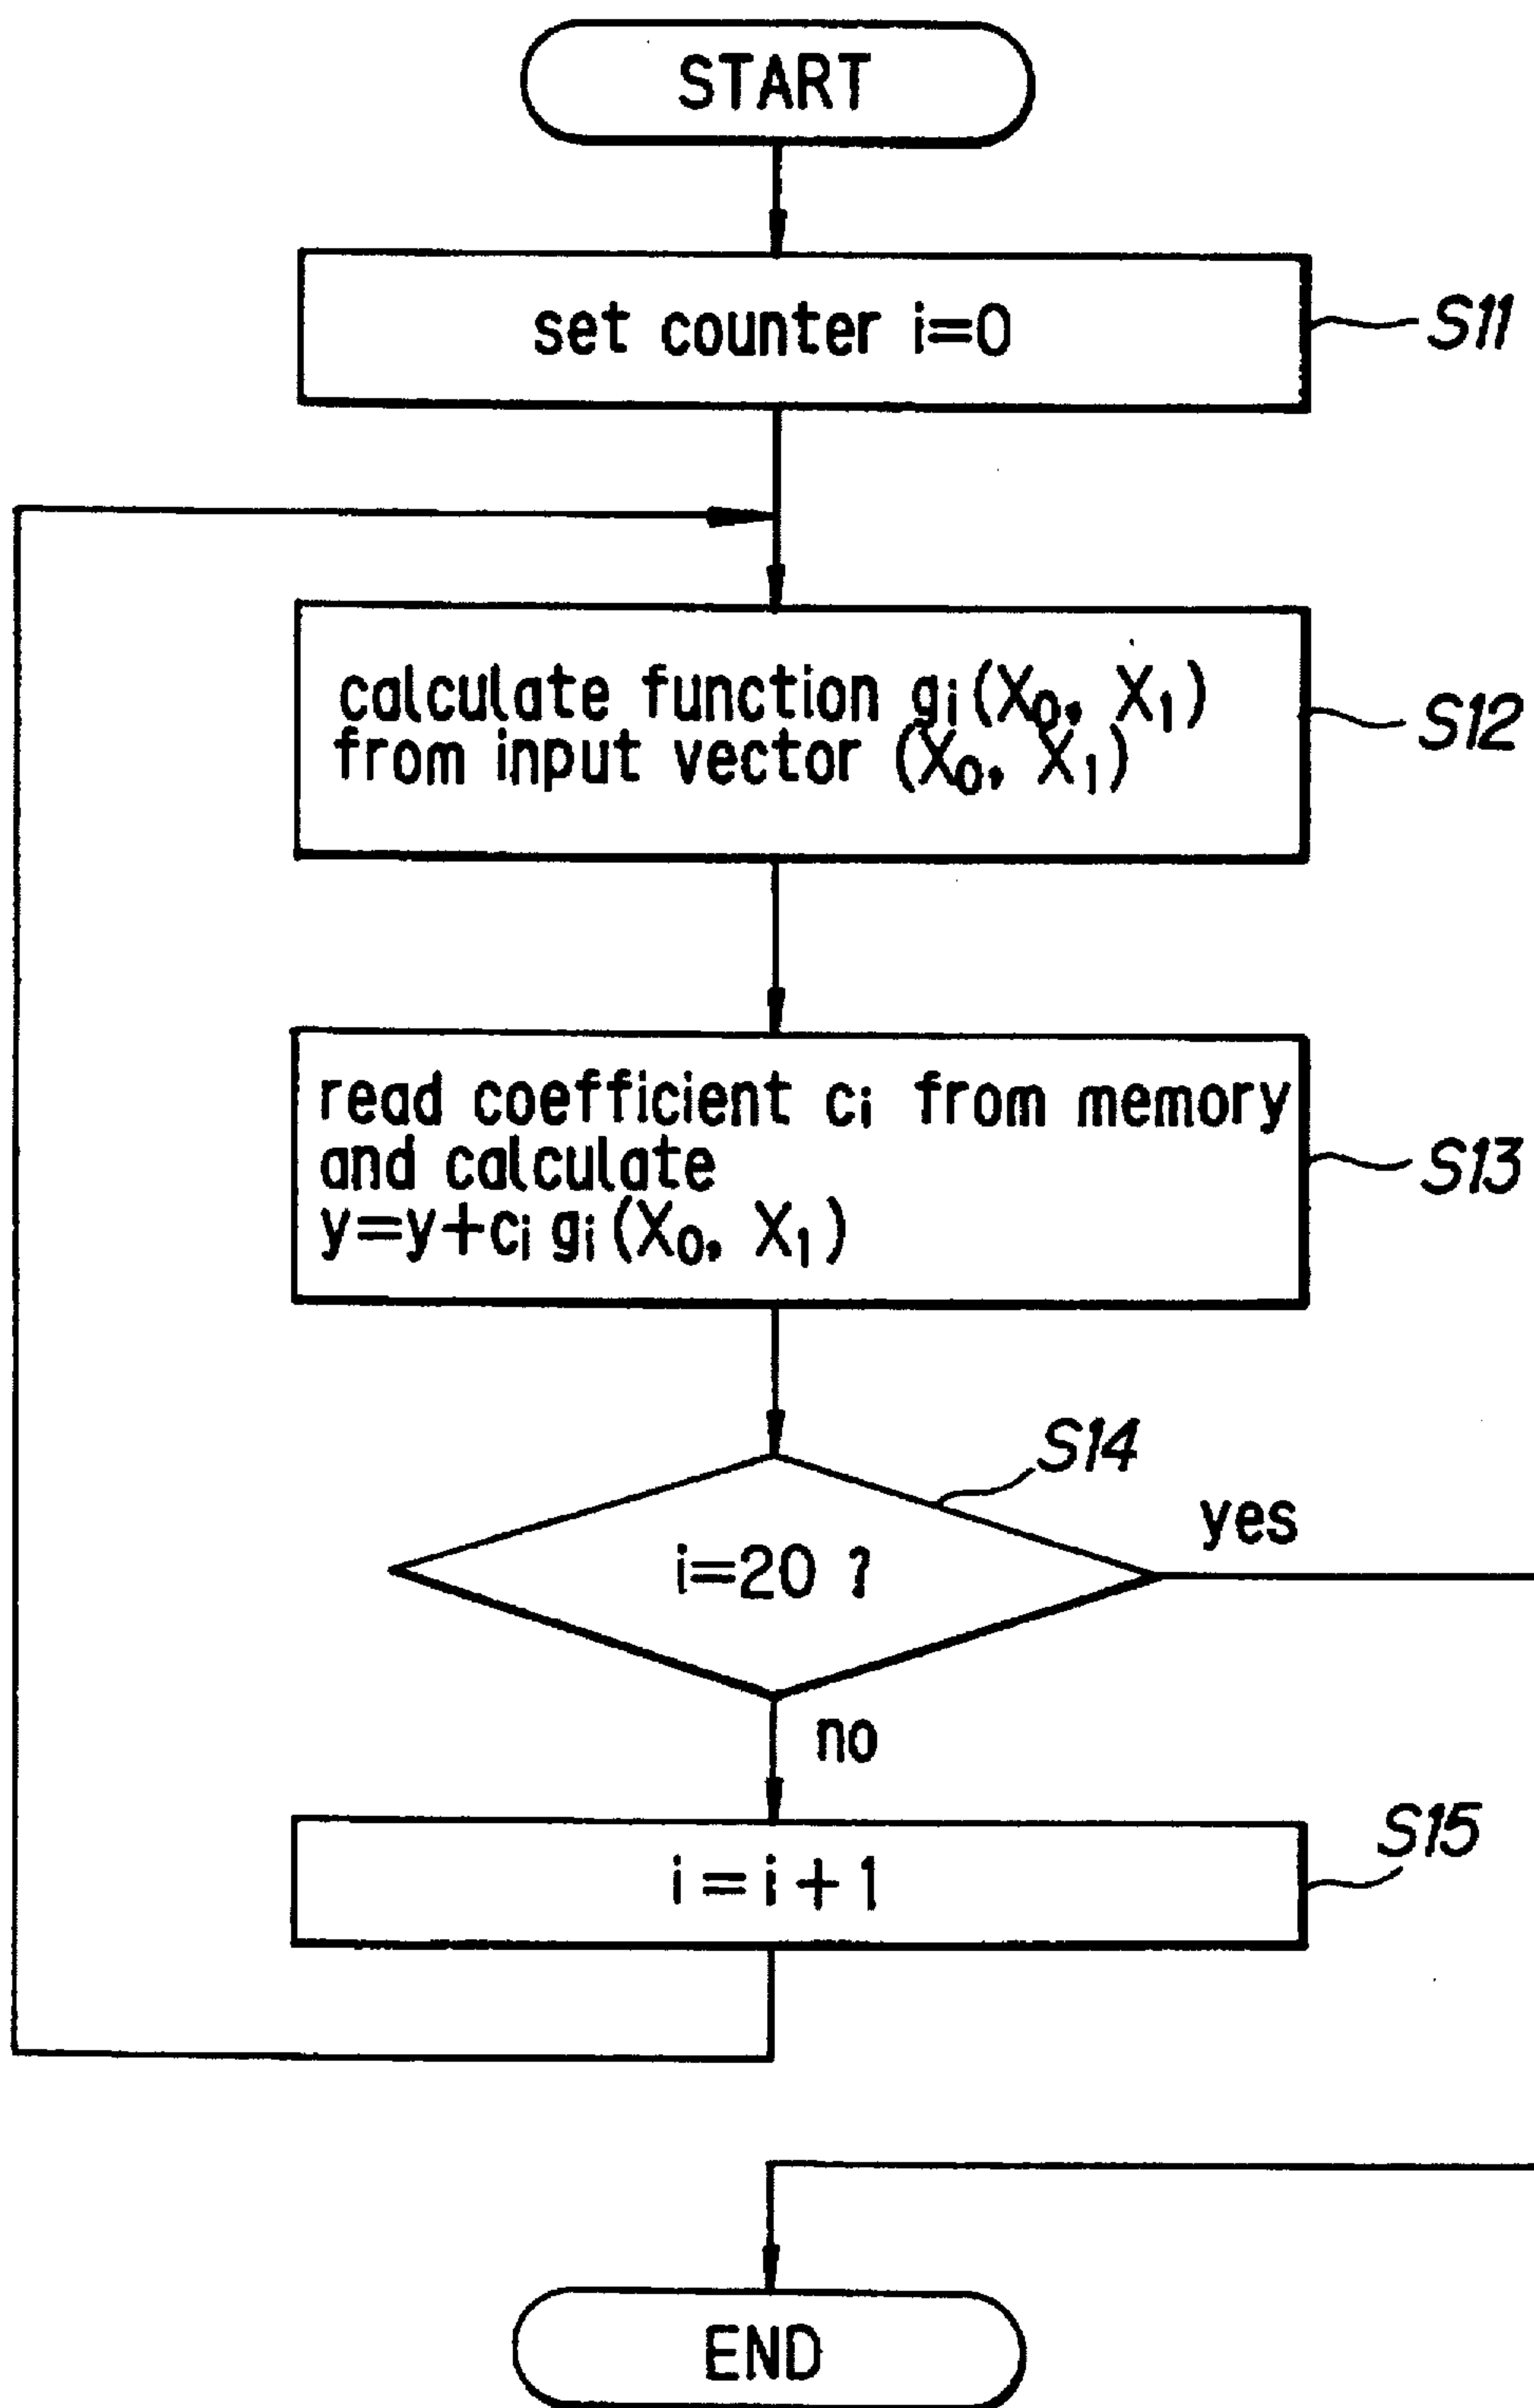 START
set counter i=0
S11
calculate function gi(X0, X1)
from input vector (X0, X1)
S12
read coefficient ci from memory
and calculate
y=y+ci gi(X0, X1)
S13
S14
i=20 ?
yes
no
i=i+1
S15
END